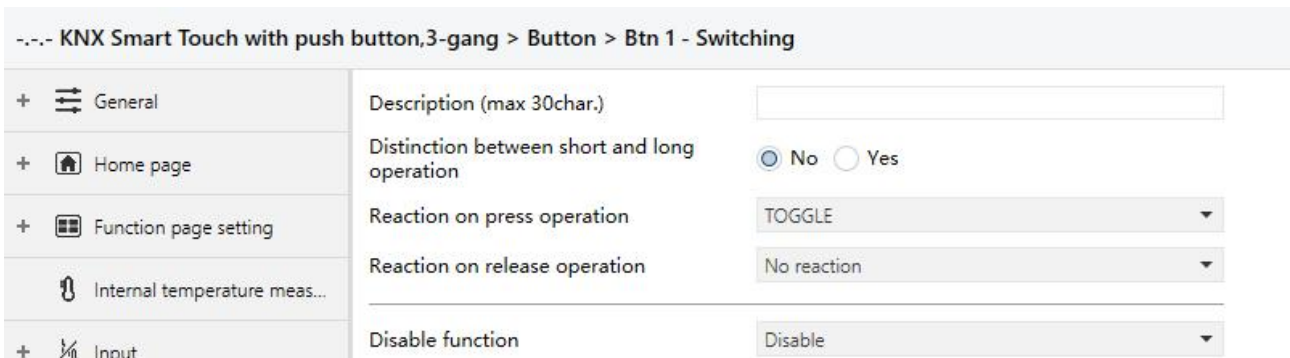 -.-.- KNX Smart Touch with push button,3-gang > Button > Btn 1 - Switching
+ General
+ Home page
+ Function page setting
Internal temperature meas...
+ Input
Description (max 30char.)
Distinction between short and long
operation
No Yes
Reaction on press operation
TOGGLE
Reaction on release operation
No reaction
Disable function
Disable